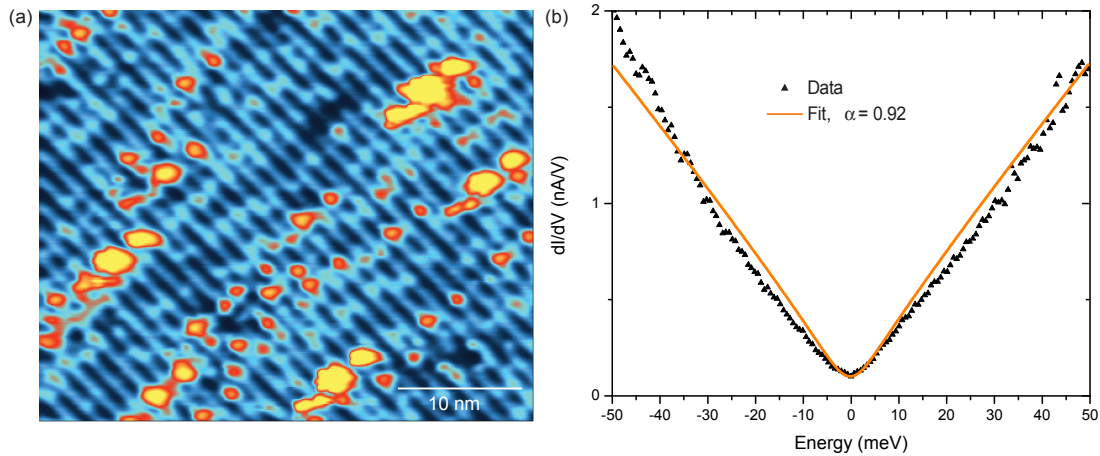 (a)
10 nm
(b)
dI/dV (nA/V)
2
1
0
Data
Fit, α = 0.92
-50 -40 -30 -20 -10 0 10 20 30 40 50
Energy (meV)